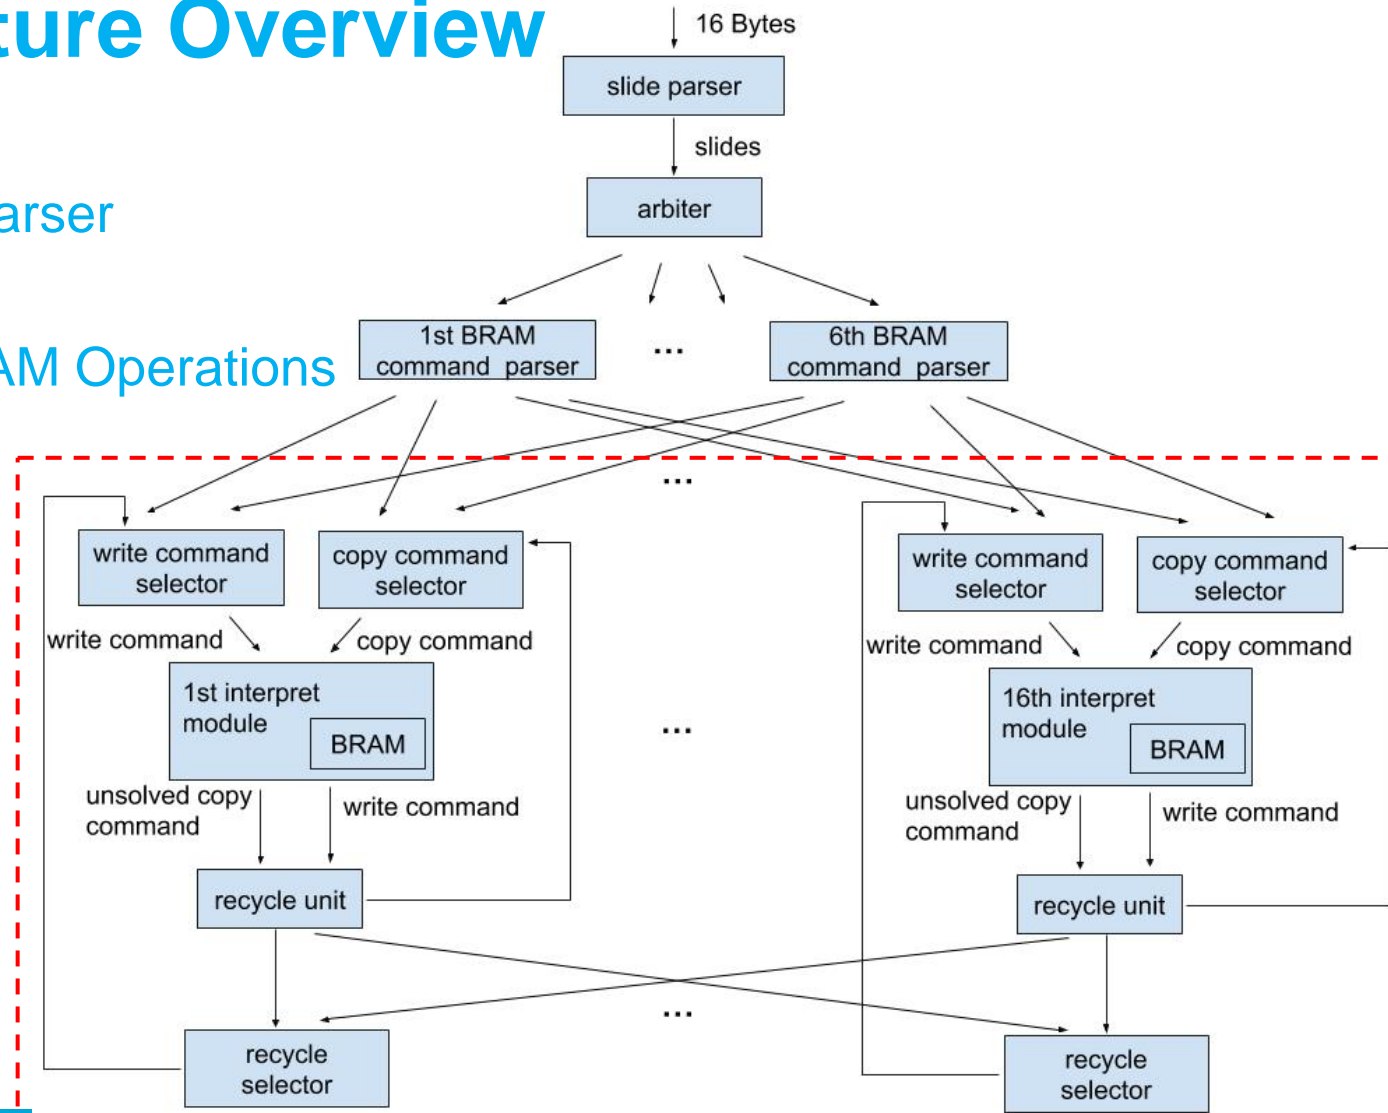 ture Overview
16 Bytes
slide parser
slides
arbiter
arser
1st BRAM
command parser
...
6th BRAM
command parser
AM Operations
...
write command
selector
copy command
selector
write command
selector
copy command
selector
write command
copy command
write command
copy command
1st interpret
module
BRAM
...
16th interpret
module
BRAM
unsolved copy
command
write command
unsolved copy
command
write command
recycle unit
recycle unit
...
recycle
selector
recycle
selector